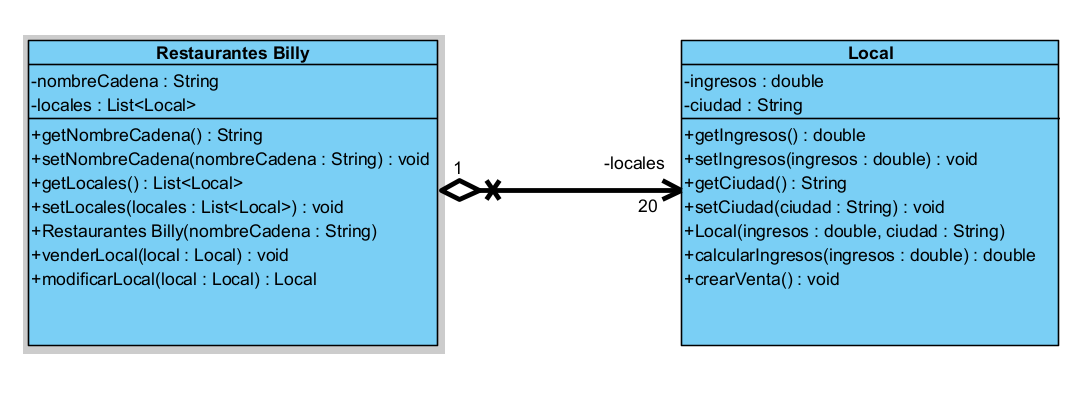 Restaurantes Billy
-nombreCadena : String
-locales : List<Local>
+getNombreCadena() : String
+setNombreCadena(nombreCadena : String) : void
+getLocales() : List<Local>
+setLocales(locales : List<Local>) : void
+Restaurantes Billy(nombreCadena : String)
+venderLocal(local : Local) : void
+modificarLocal(local : Local) : Local
1
-locales
20
Local
-ingresos : double
-ciudad : String
+getIngresos() : double
+setIngresos(ingresos : double) : void
+getCiudad() : String
+setCiudad(ciudad : String) : void
+Local(ingresos : double, ciudad : String)
+calcularIngresos(ingresos : double) : double
+crearVenta() : void